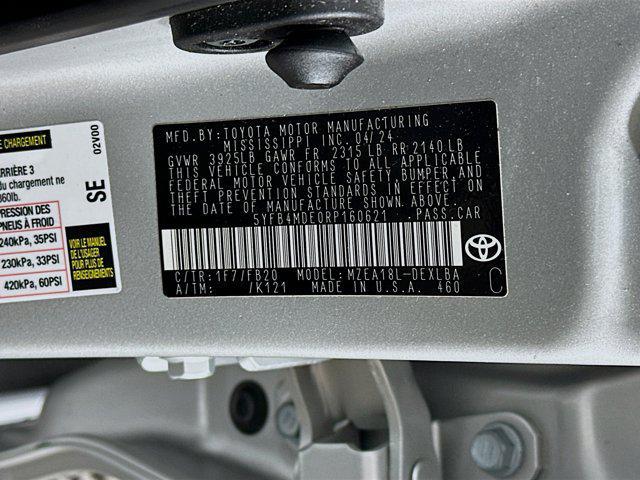 E CHARGEMENT
02V00
RRIÈRE 3
du chargement ne
860lb.
SE
PRESSION DES
PNEUS À FROID
240kPa, 35PSI
230kPa, 33PSI
420kPa, 60PSI
VOIR LE MANUEL
DE L'USAGER
POUR PLUS DE
RENSEIGNEMENTS
MFD.BY: TOYOTA MOTOR MANUFACTURING
MISSISSIPPI INC. 04/24
GVWR 3925LB GAWR FR 2315LB RR 2140LB
THIS VEHICLE CONFORMS TO ALL APPLICABLE
FEDERAL MOTOR VEHICLE SAFETY, BUMPER, AND
THEFT PREVENTION STANDARDS IN EFFECT ON
THE DATE OF MANUFACTURE SHOWN ABOVE.
5YFB4MDE0RP160621 PASS.CAR
C/TR: 1F7/FB20 MODEL: MZEA18L-DEXLBA
A/TM: /K121 MADE IN U.S.A. 460
C